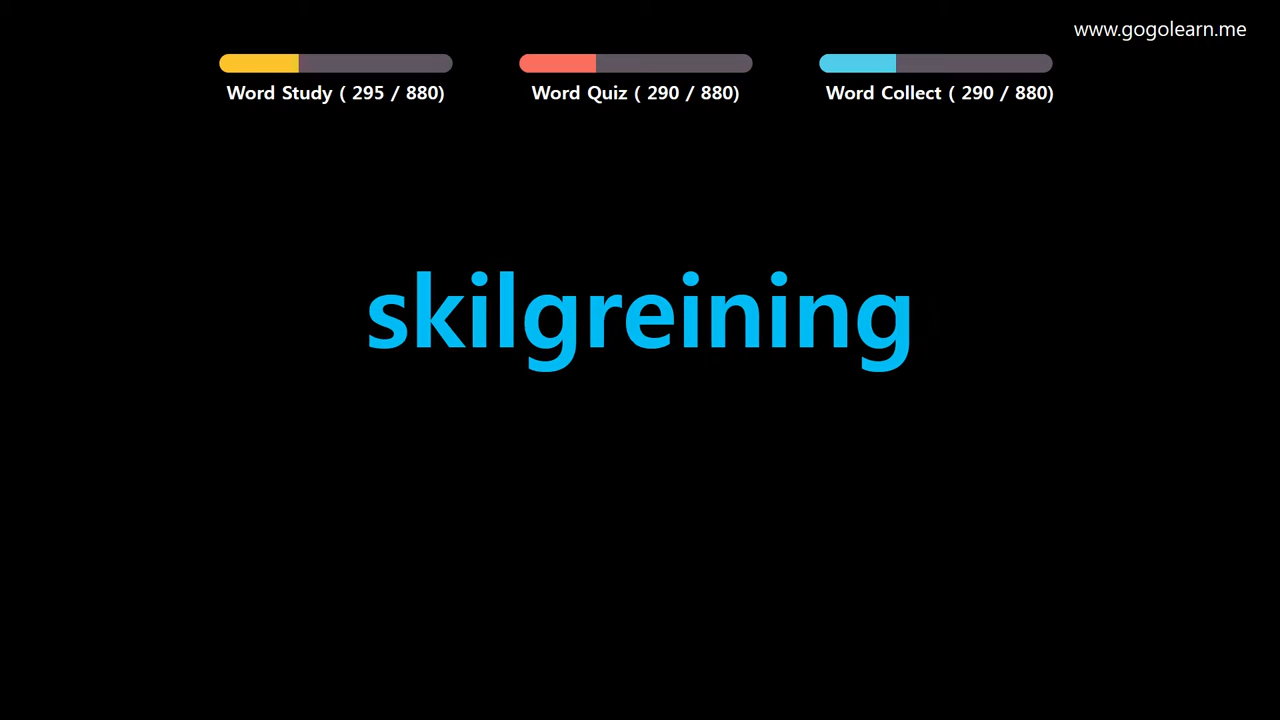 www.gogolearn.me
Word Study ( 295 / 880)
Word Quiz ( 290 / 880)
Word Collect ( 290 / 880)
skilgreining